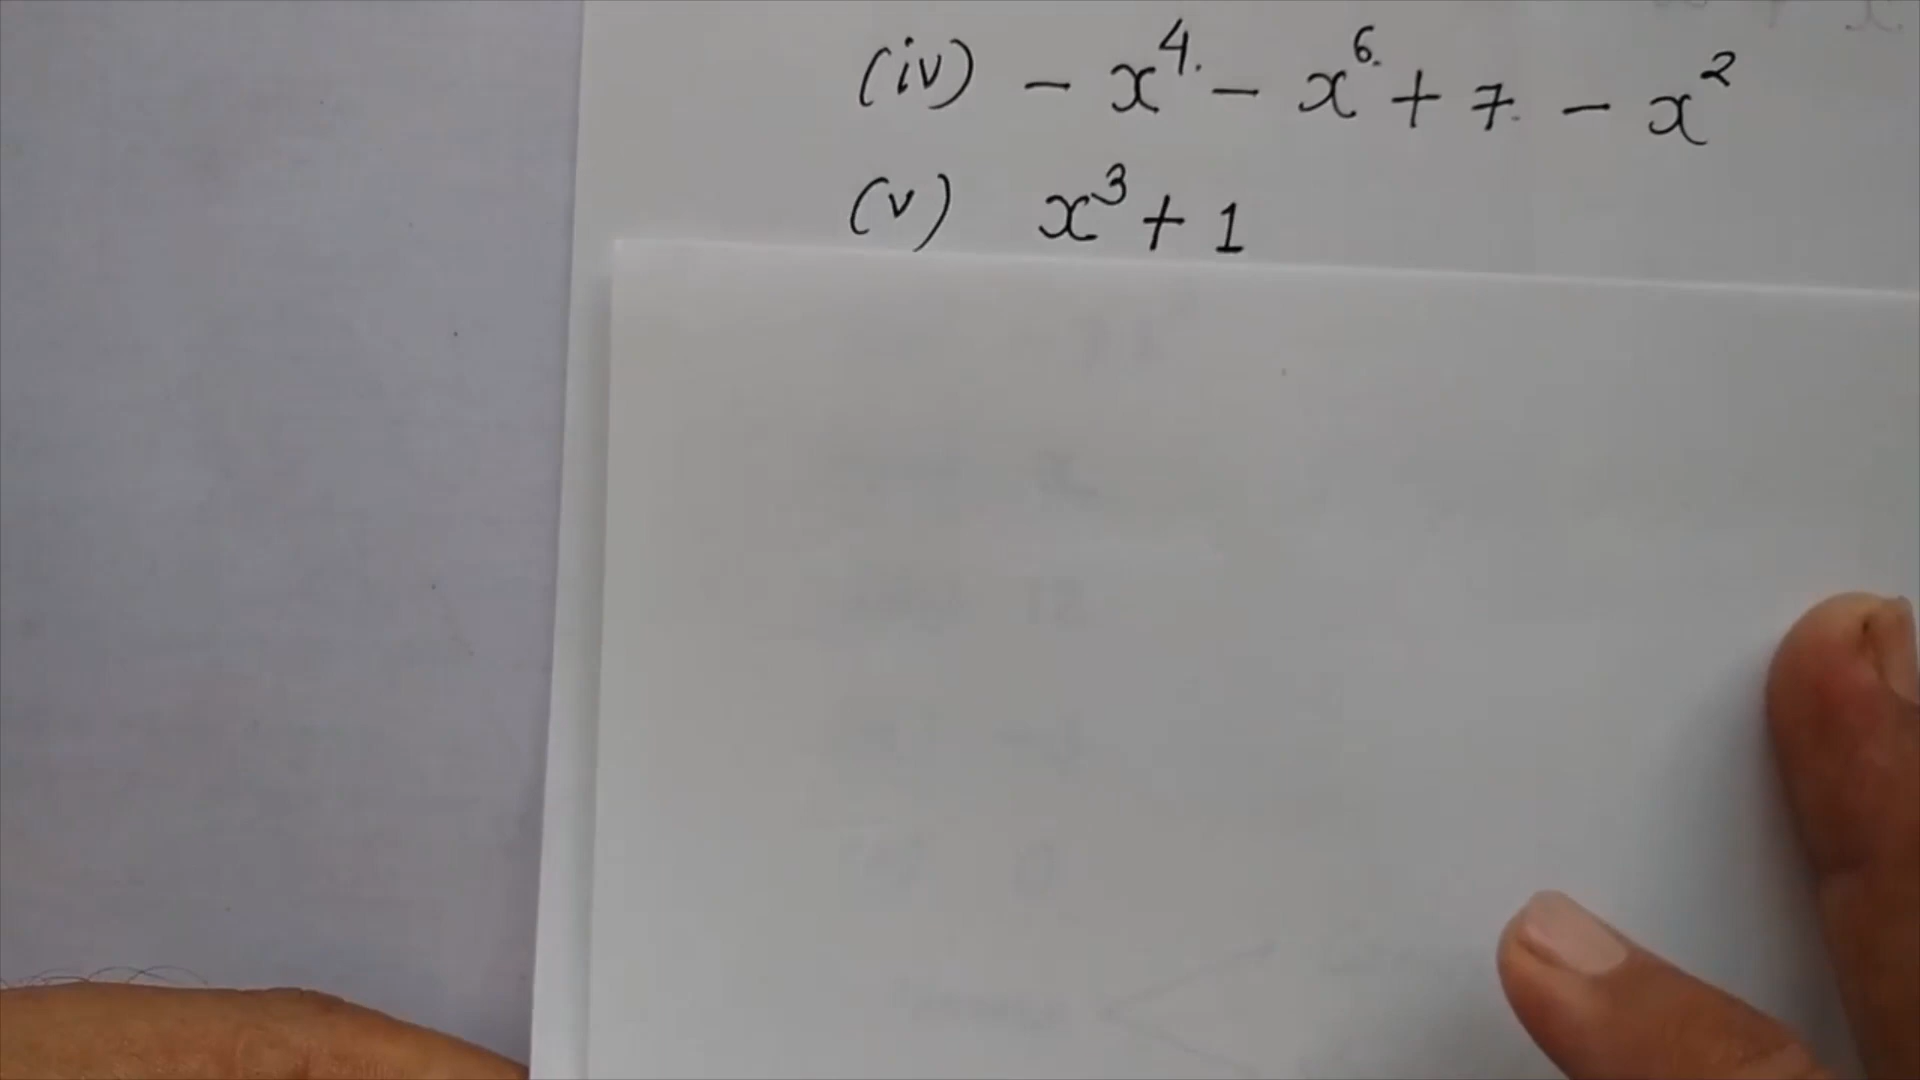 (iv) - x⁴ - x⁶ + 7 - x²
(v) x³ + 1